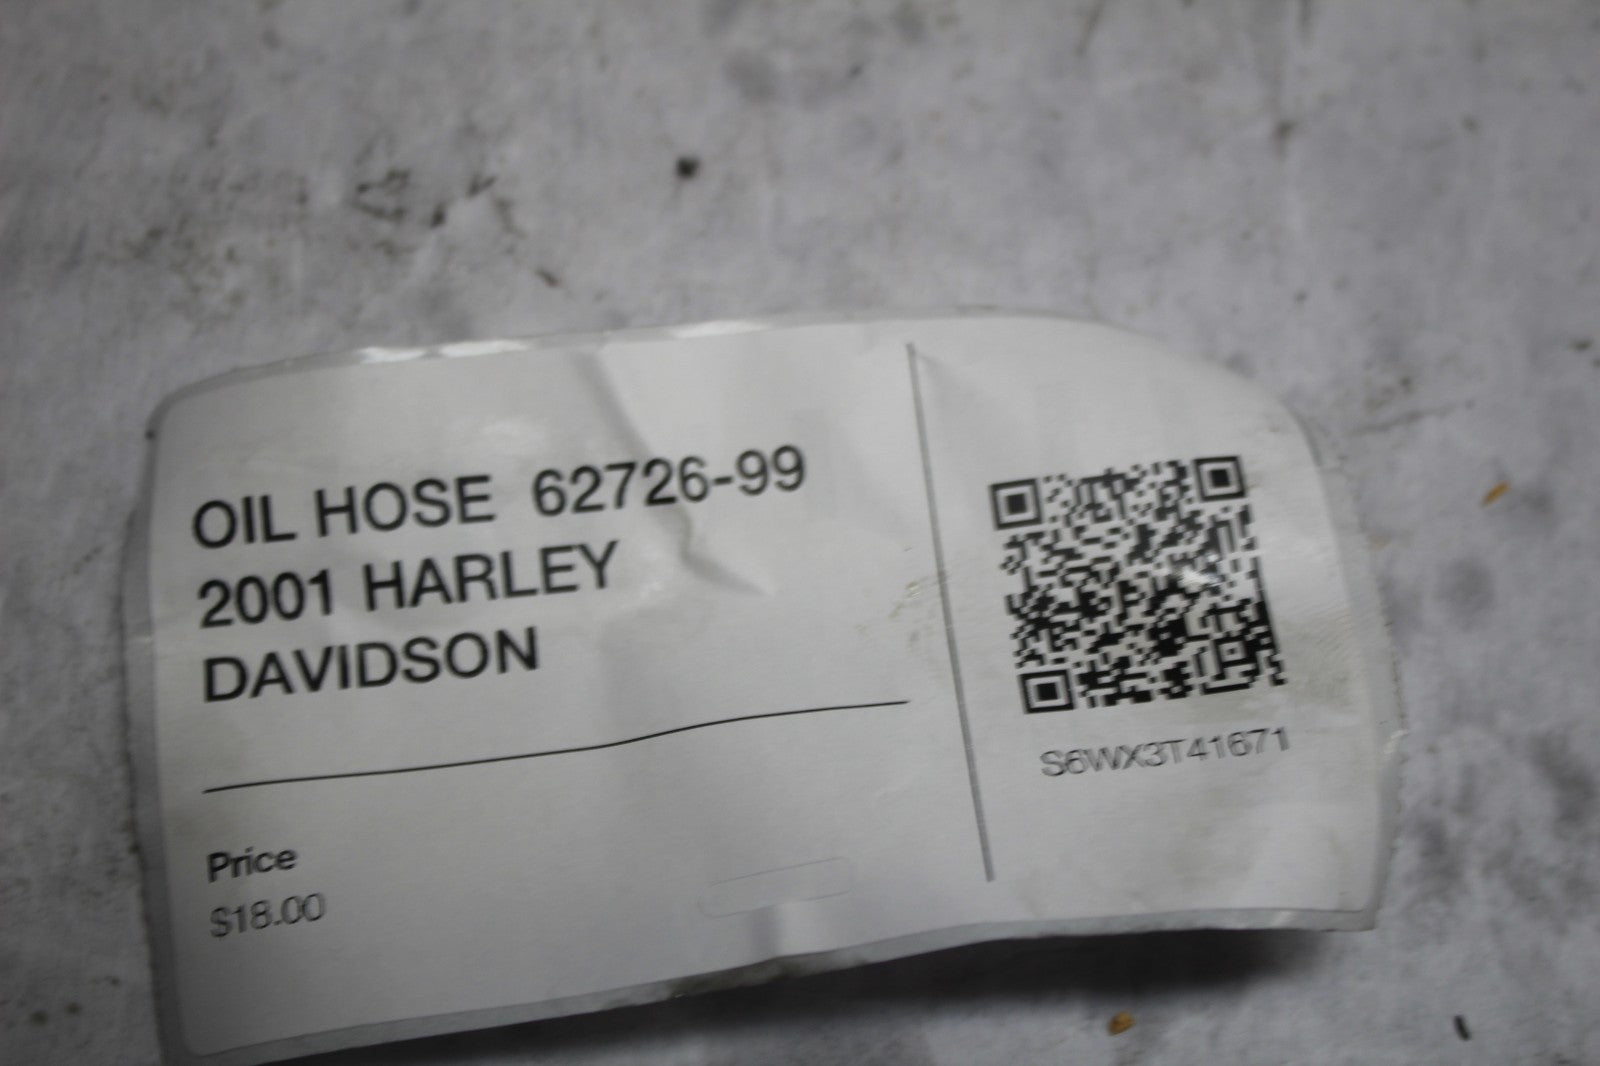 OIL HOSE 62726-99
2001 HARLEY
DAVIDSON
Price
$18.00
S6WX3T41671